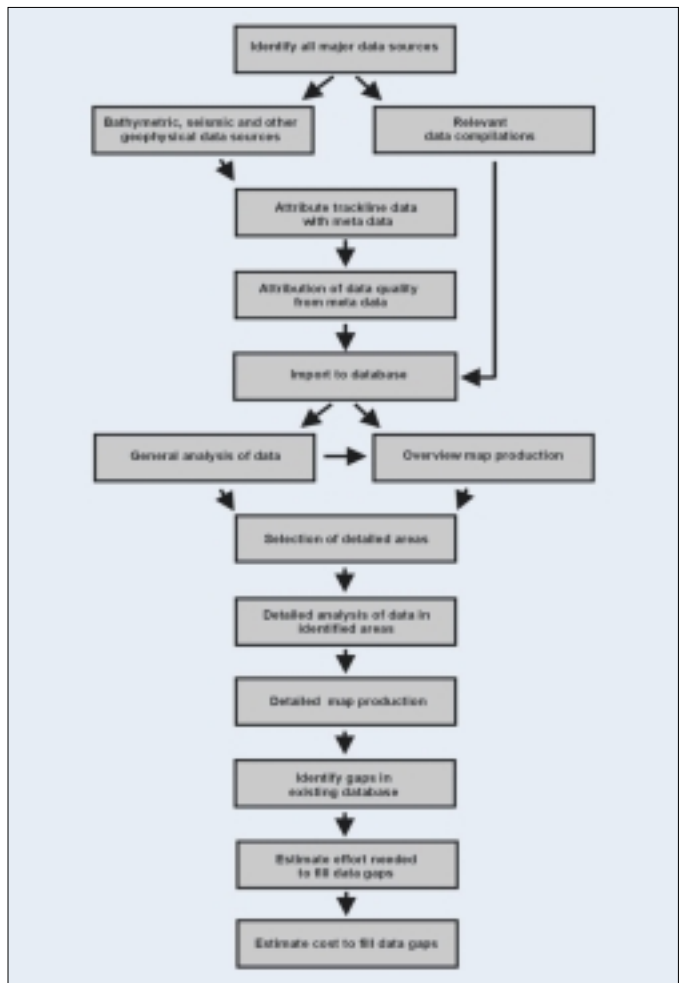 Identify all major data sources
Bathymetric, seismic and other
geophysical data sources
Relevant
data compilations
Attribute trackline data
with meta data
Attribution of data quality
from meta data
Import to database
General analysis of data
Overview map production
Selection of detailed areas
Detailed analysis of data in
identified areas
Detailed map production
Identify gaps in
existing database
Estimate effort needed
to fill data gaps
Estimate cost to fill data gaps